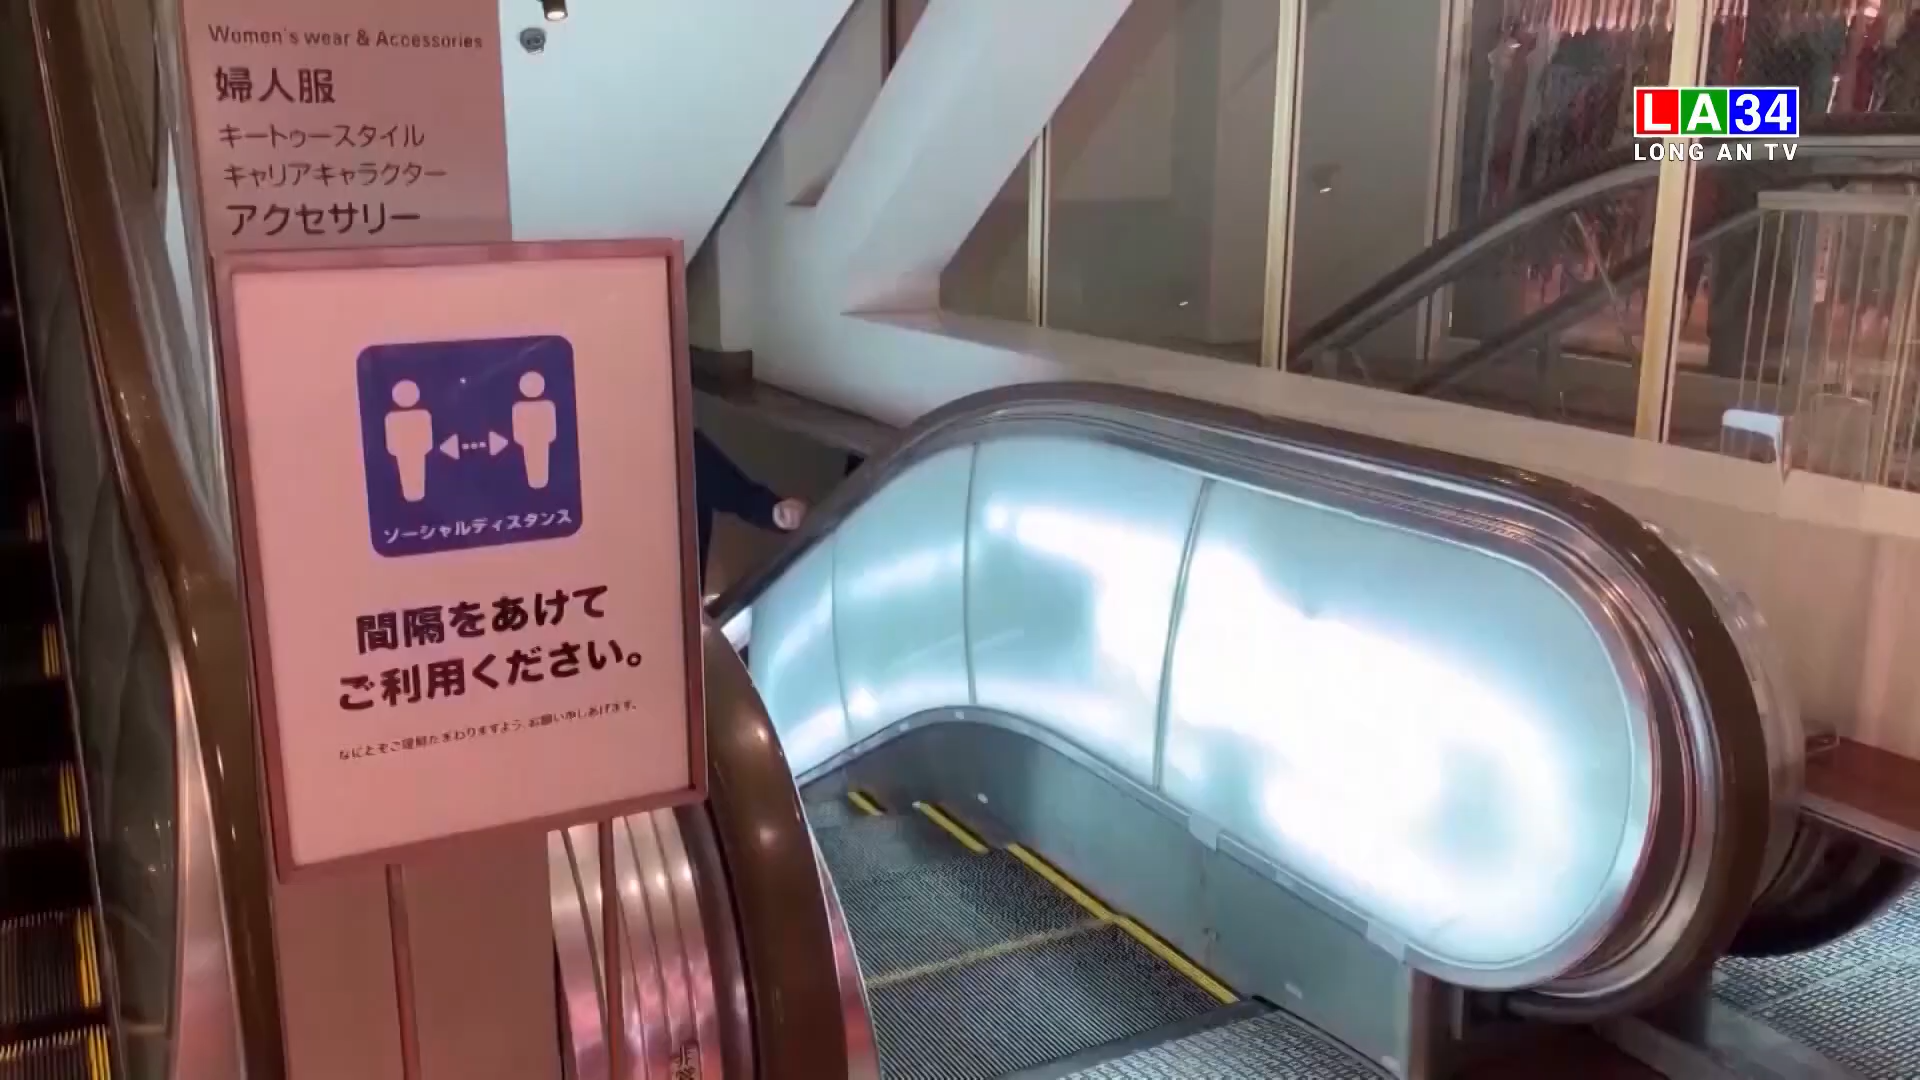 Women's wear & Accessories
婦人服
キートゥースタイル
キャリアキャラクター
アクセサリー
LA34
LONG AN TV
ソーシャルディスタンス
間隔をあけて
ご利用ください。
なにとぞご理解たまわりますよう、お願い申しあげます。